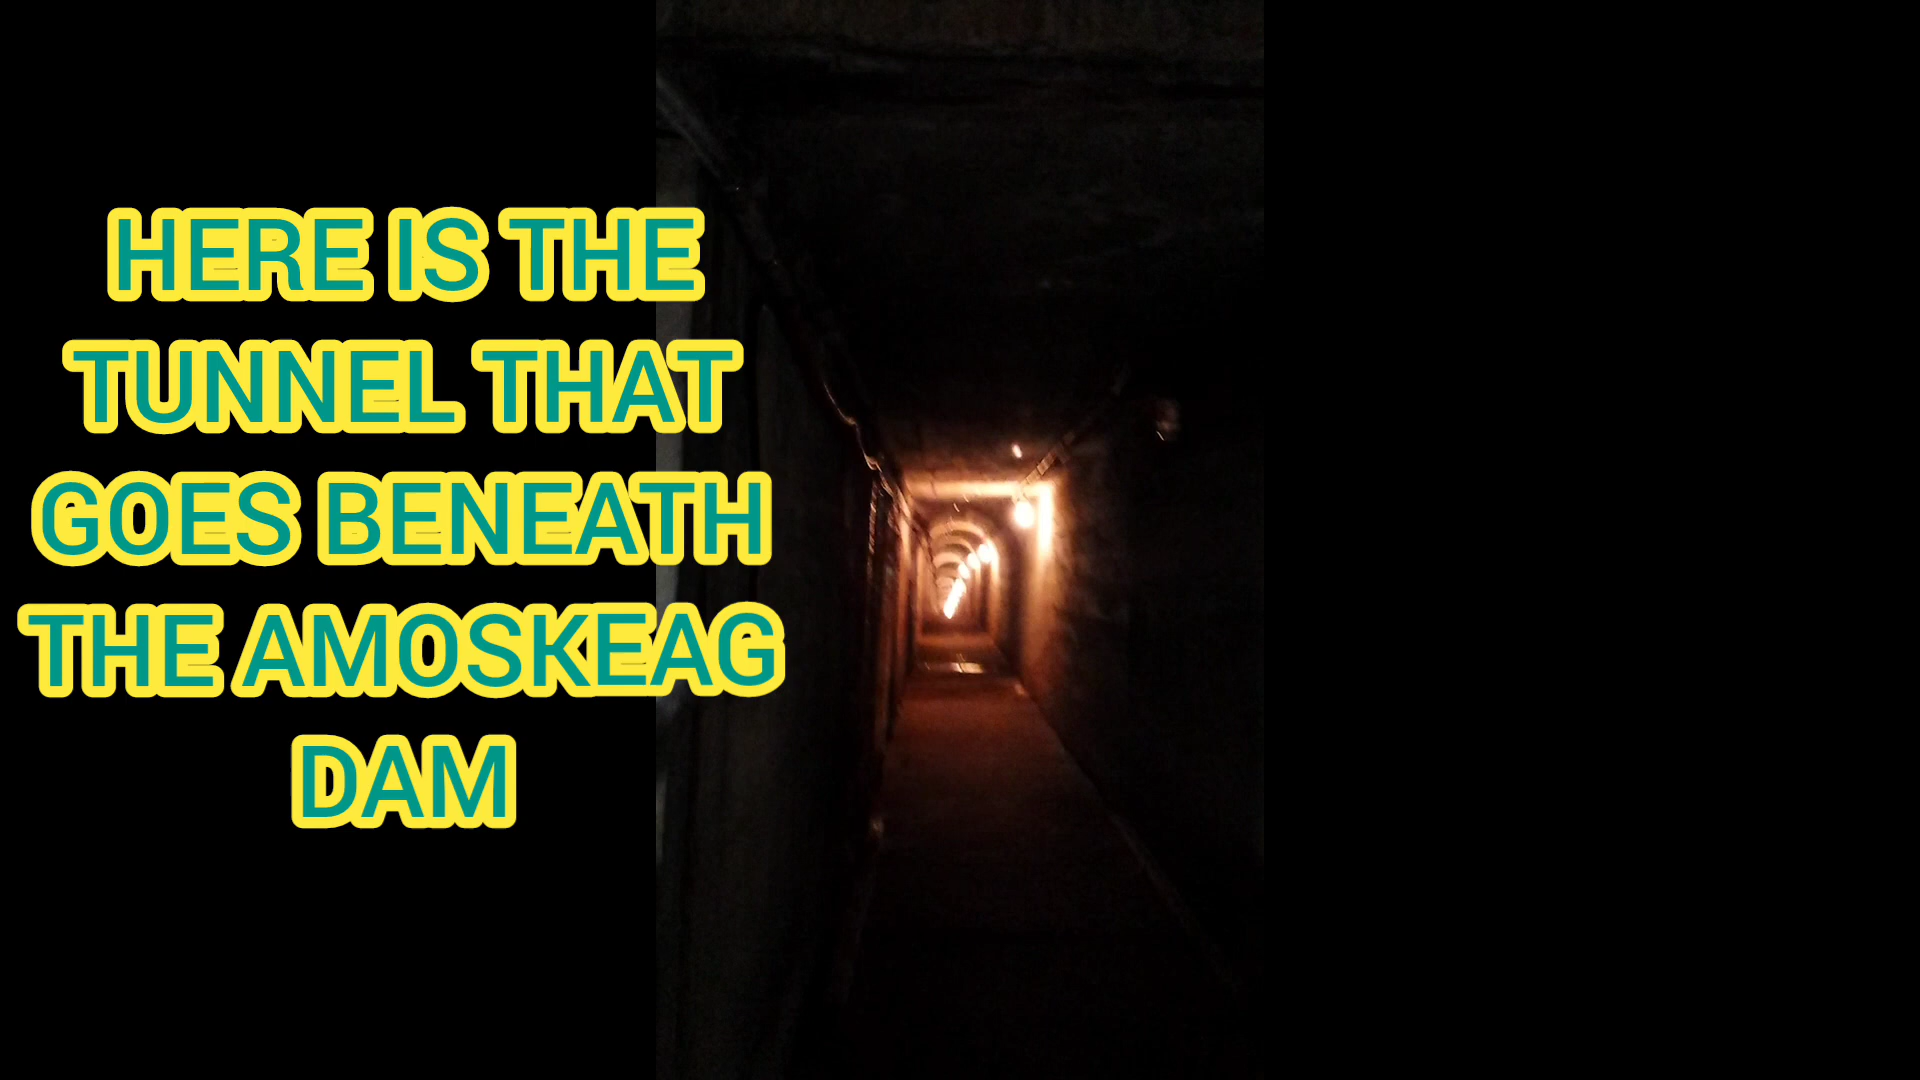 HERE IS THE
TUNNEL THAT
GOES BENEATH
THE AMOSKEAG
DAM